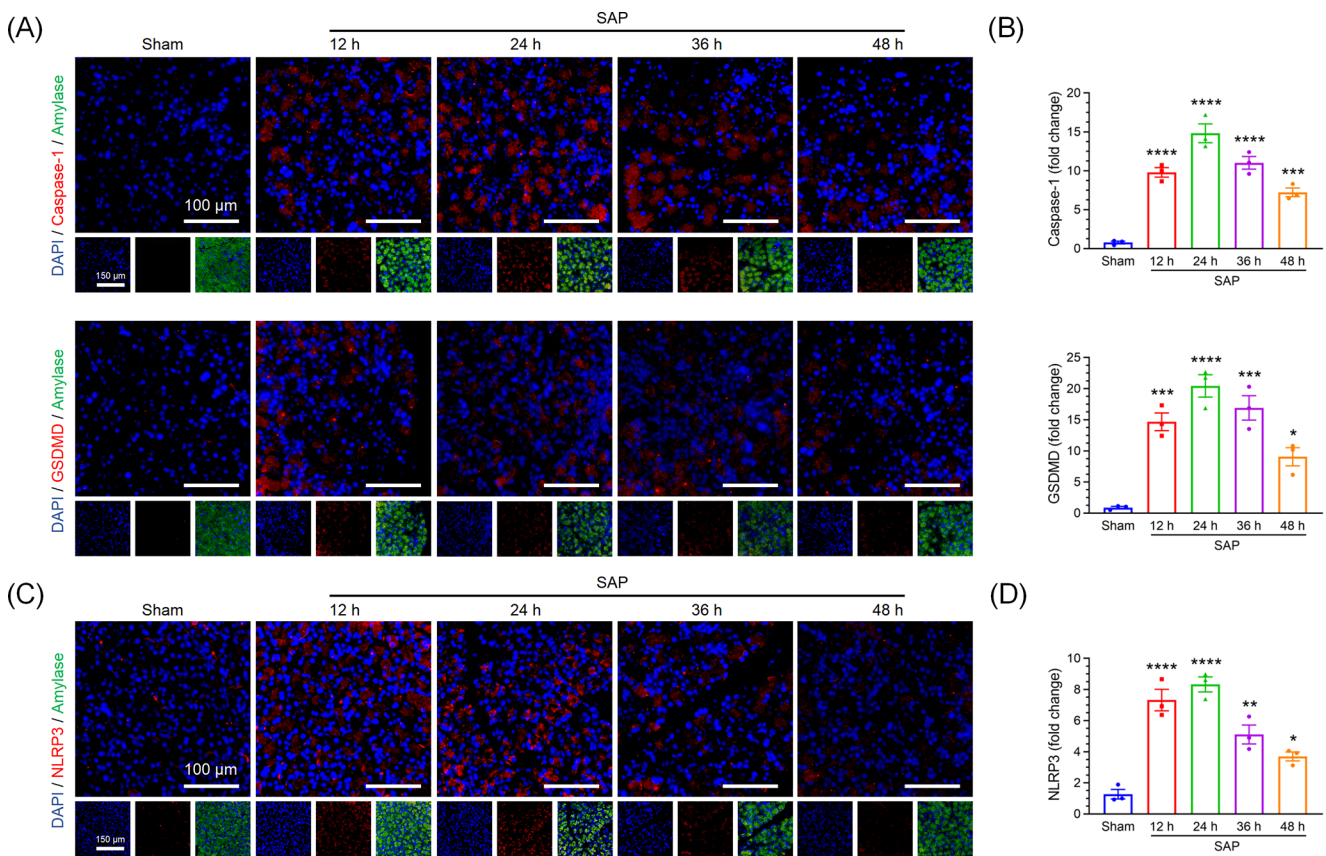 (A)
SAP
Sham 12 h 24 h 36 h 48 h
DAPI / Caspase-1 / Amylase
100 µm
150 µm
DAPI / GSDMD / Amylase
(B)
Caspase-1 (fold change)
20
15
10
5
0
****
****
****
***
Sham 12 h 24 h 36 h 48 h
SAP
GSDMD (fold change)
25
20
15
10
5
0
***
****
***
*
Sham 12 h 24 h 36 h 48 h
SAP
(C)
SAP
Sham 12 h 24 h 36 h 48 h
DAPI / NLRP3 / Amylase
100 µm
150 µm
(D)
NLRP3 (fold change)
10
8
6
4
2
0
****
****
**
*
Sham 12 h 24 h 36 h 48 h
SAP